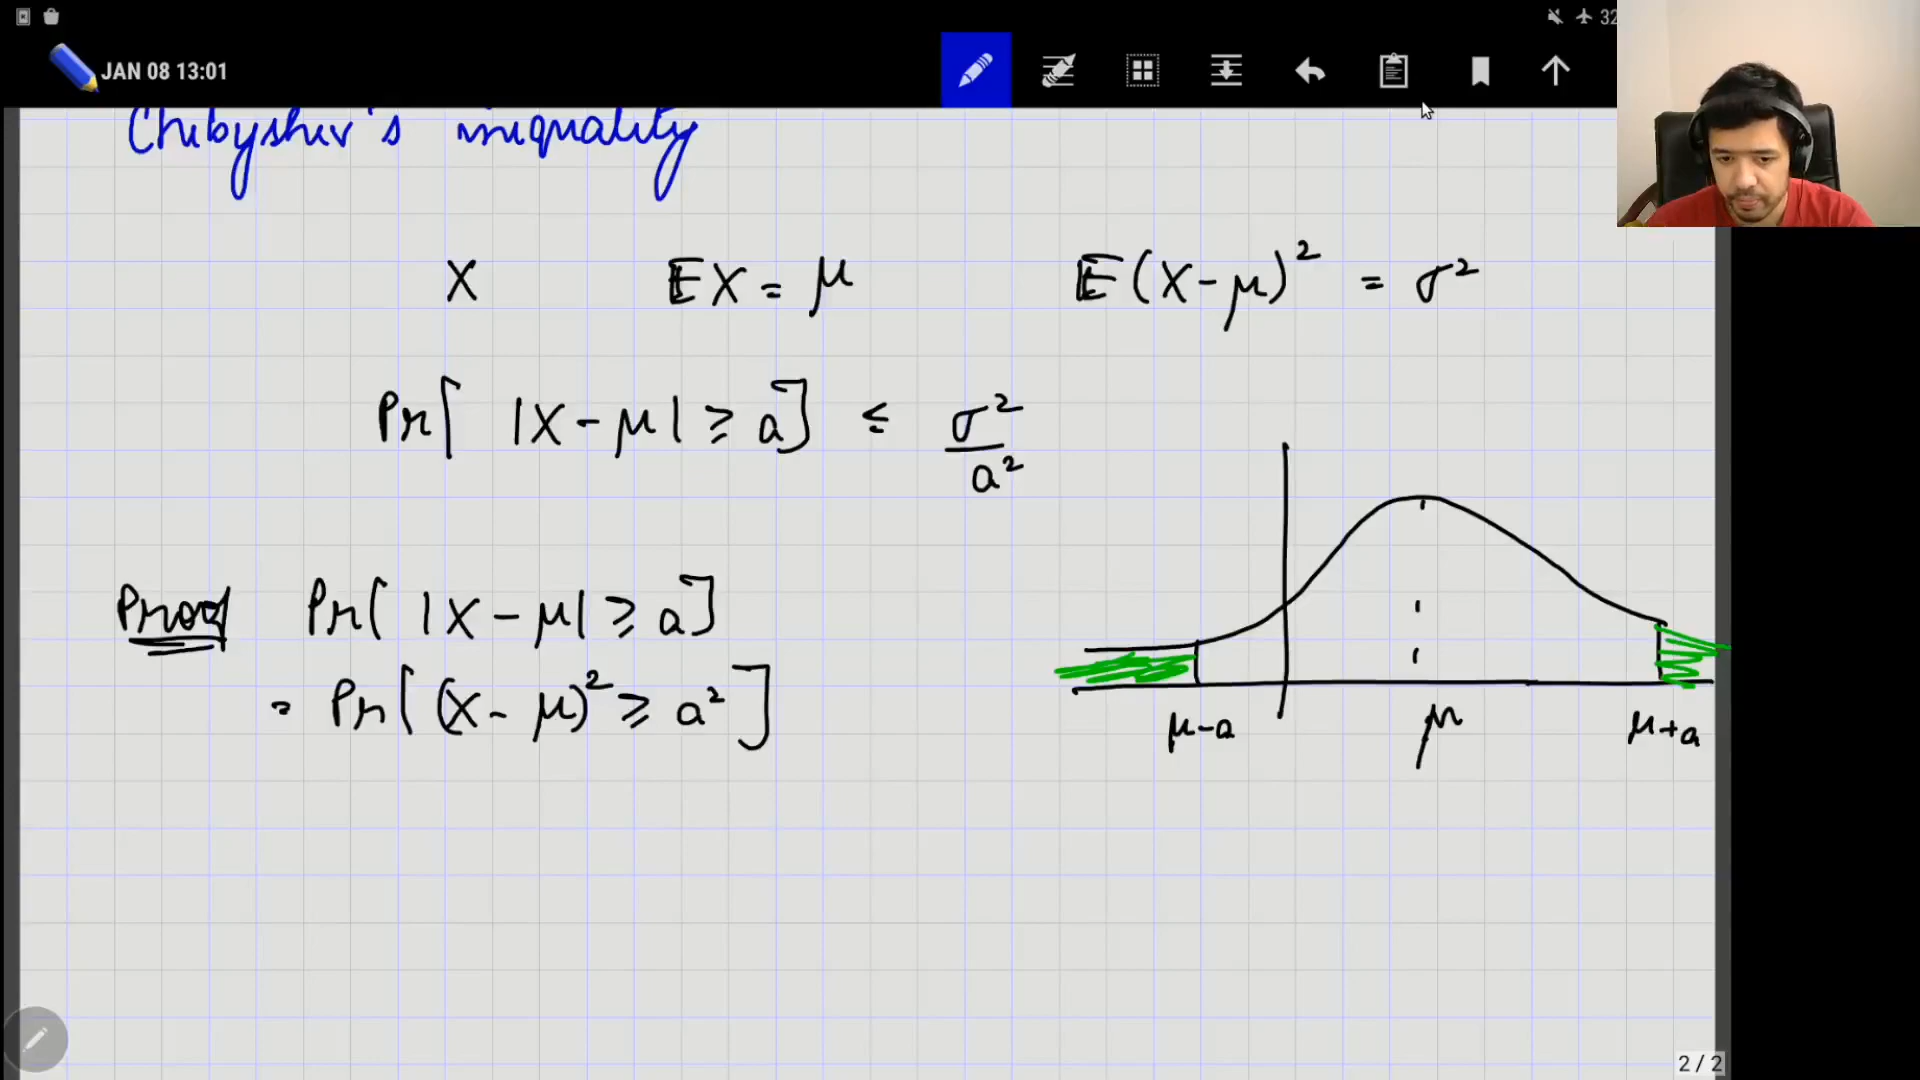 32
JAN 08 13:01
Chebyshev's inequality
X   𝔼X = μ   𝔼(X-μ)² = σ²
Pr[ |X-μ| ≥ a] ≤ σ²/a²
Proof Pr[ |X-μ| ≥ a]
= Pr[ (X-μ)² ≥ a² ]
μ-a   μ   μ+a
2/2